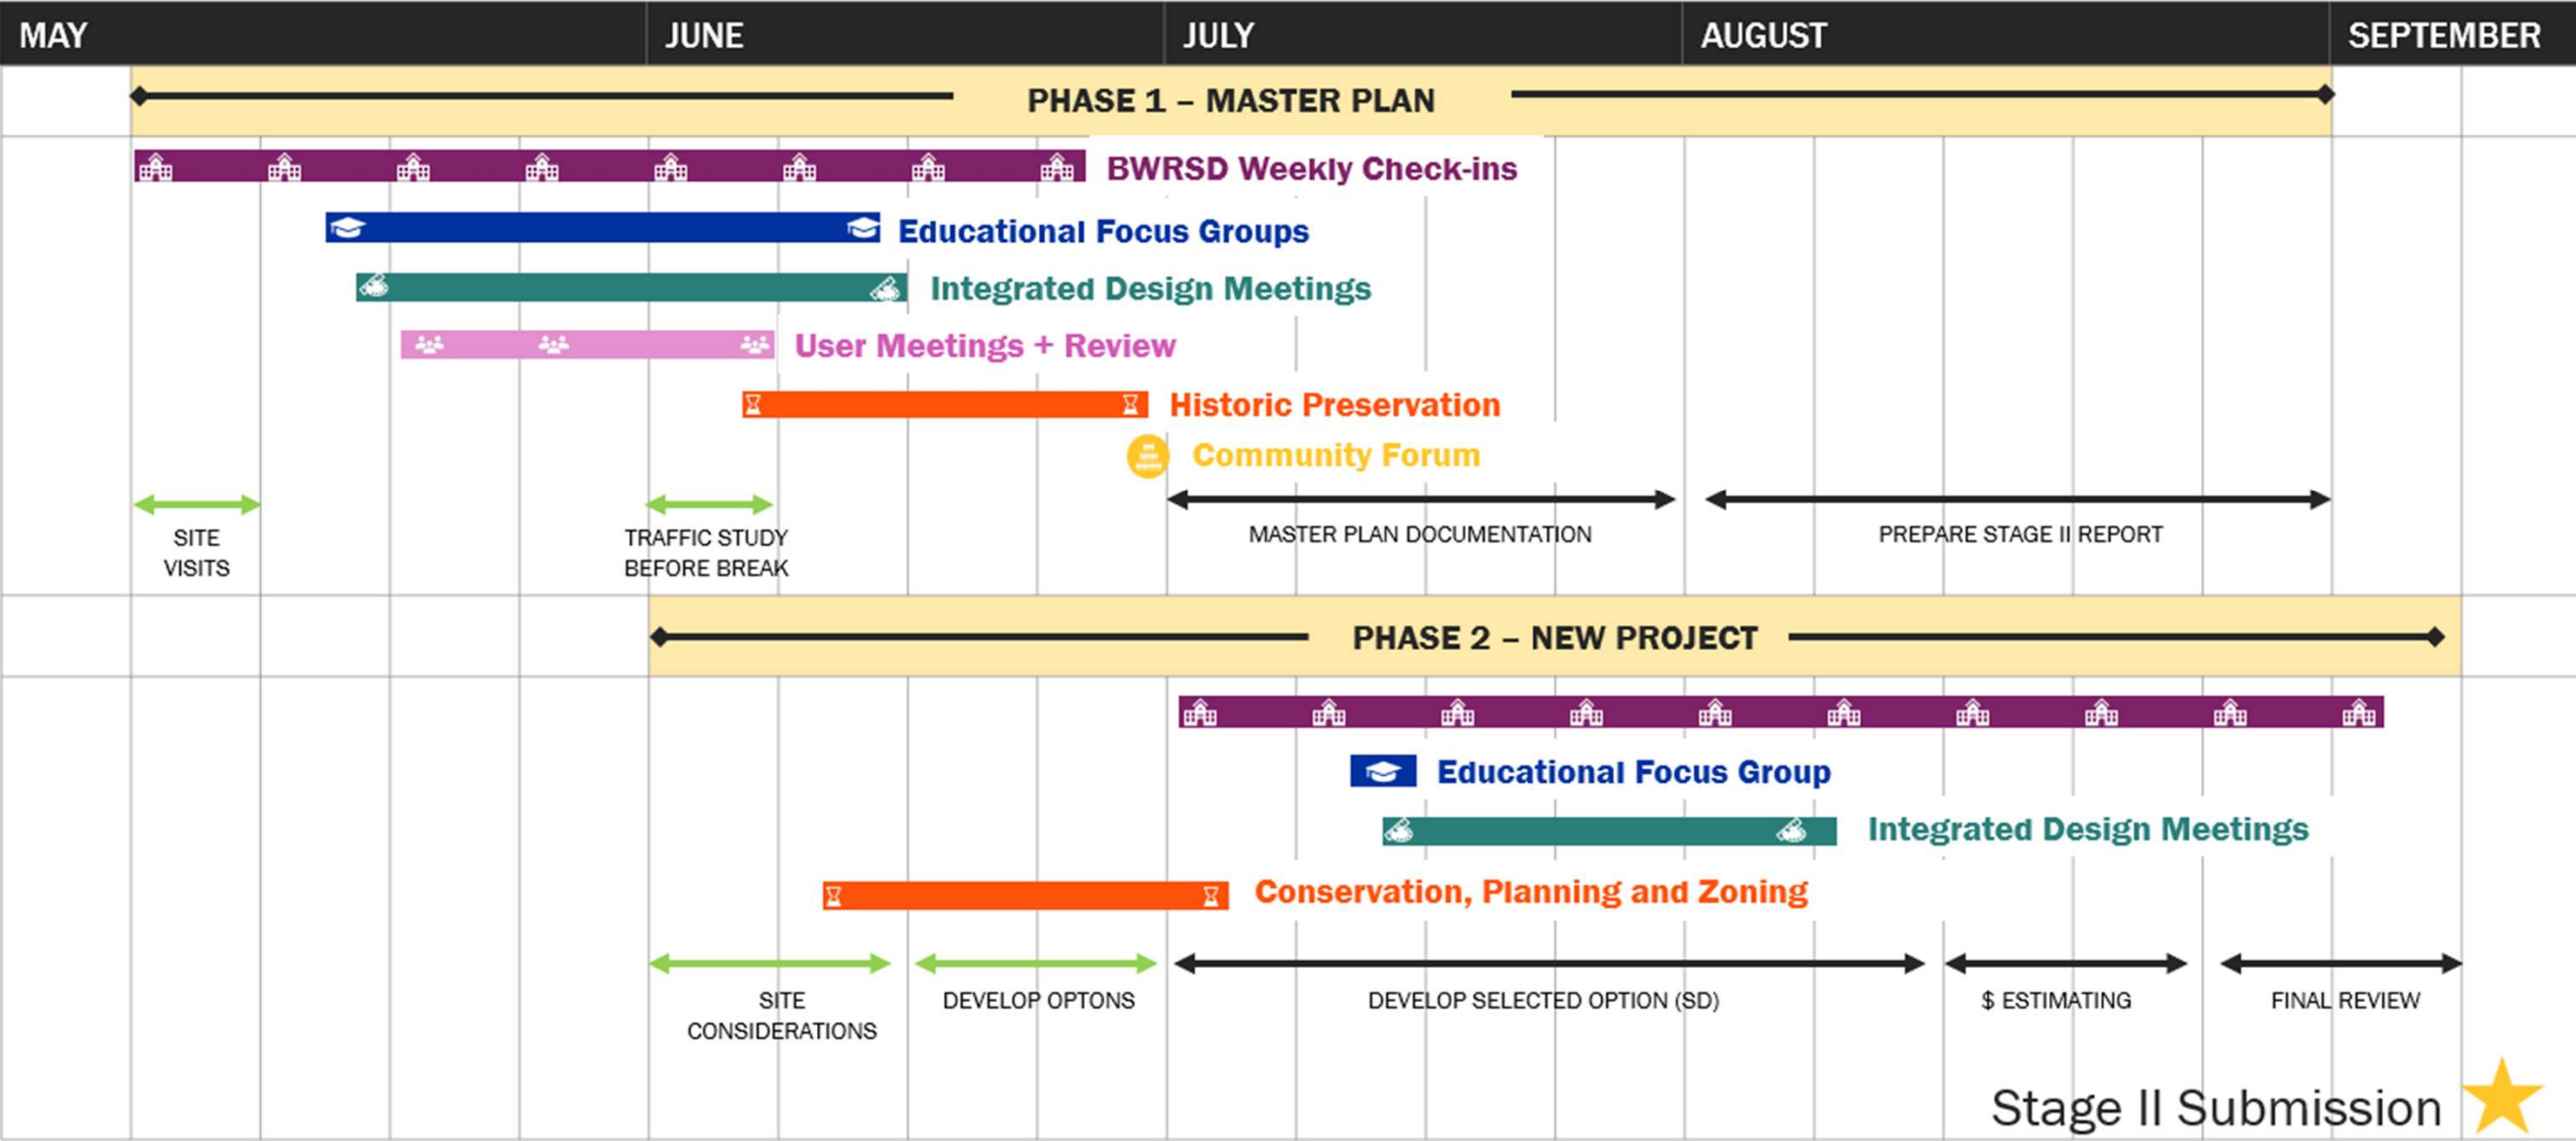 MAY
JUNE
JULY
AUGUST
SEPTEMBER
PHASE 1 – MASTER PLAN
BWRSD Weekly Check-ins
Educational Focus Groups
Integrated Design Meetings
User Meetings + Review
Historic Preservation
Community Forum
SITE
VISITS
TRAFFIC STUDY
BEFORE BREAK
MASTER PLAN DOCUMENTATION
PREPARE STAGE II REPORT
PHASE 2 – NEW PROJECT
Educational Focus Group
Integrated Design Meetings
Conservation, Planning and Zoning
SITE
CONSIDERATIONS
DEVELOP OPTONS
DEVELOP SELECTED OPTION (SD)
$ ESTIMATING
FINAL REVIEW
Stage II Submission